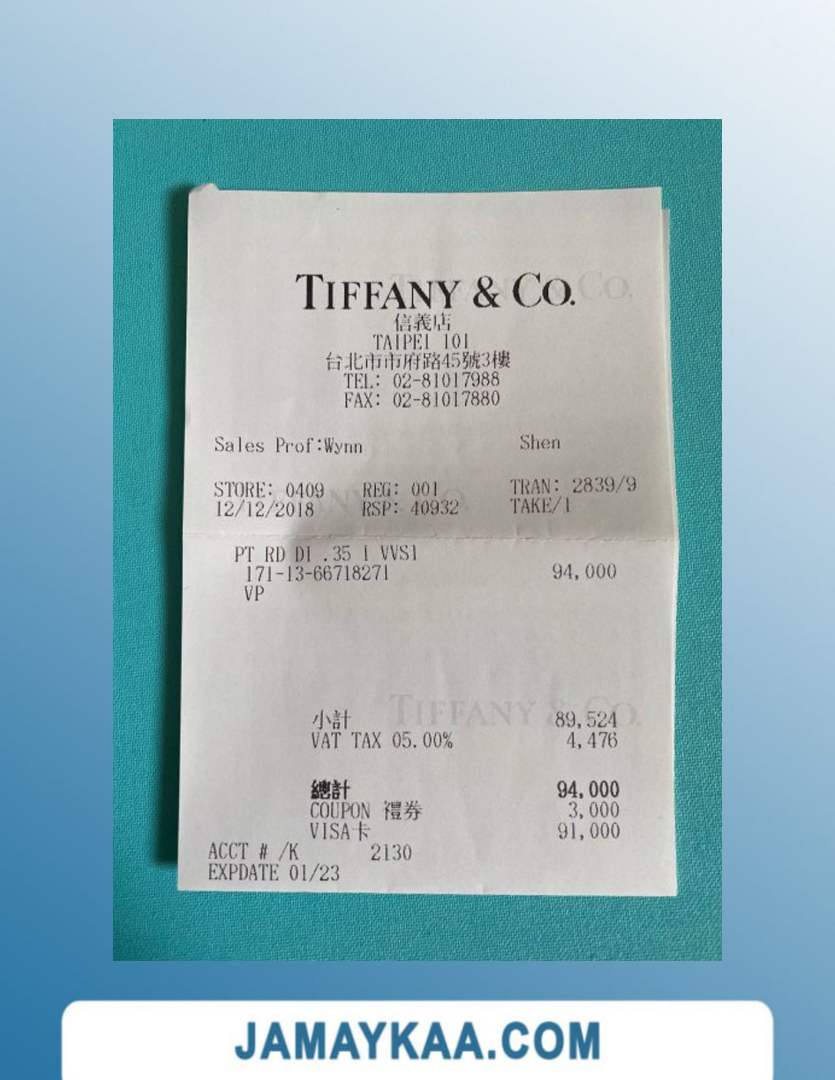 TIFFANY & CO.
信義店
TAIPEI 101
台北市市府路45號3樓
TEL: 02-81017988
FAX: 02-81017880
Sales Prof:Wynn Shen
STORE: 0409 REG: 001 TRAN: 2839/9
12/12/2018 RSP: 40932 TAKE/1
PT RD DI .35 I VVS1
171-13-66718271 94,000
VP
TIFFANY & CO.
小計 89,524
VAT TAX 05.00% 4,476
總計 94,000
COUPON 禮券 3,000
VISA卡 91,000
ACCT # /K 2130
EXPDATE 01/23
JAMAYKAA.COM